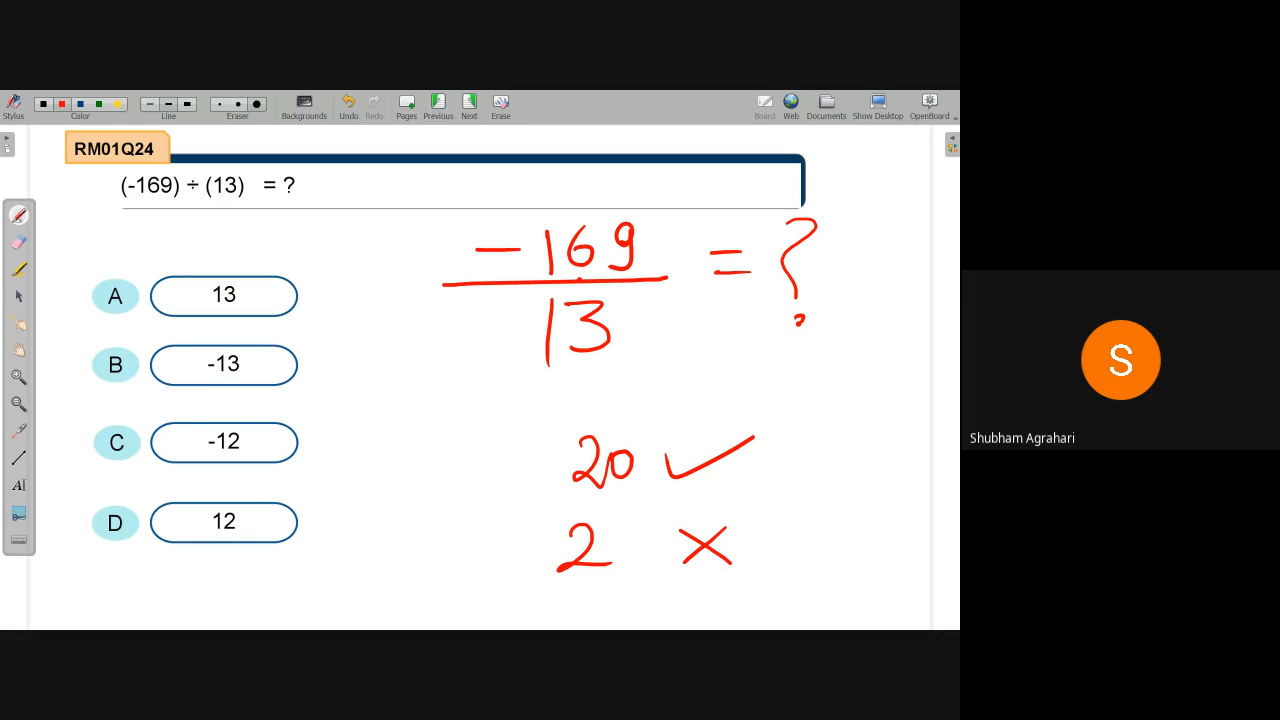 Stylus
Color
Line
Eraser
Backgrounds
Undo
Redo
Pages
Previous
Next
Erase
Board
Web
Documents
Show Desktop
OpenBoard
RM01Q24
(-169) ÷ (13) = ?
-169 = ?
13
A 13
B -13
C -12
D 12
20 ✓
2 ✗
AI
S
Shubham Agrahari